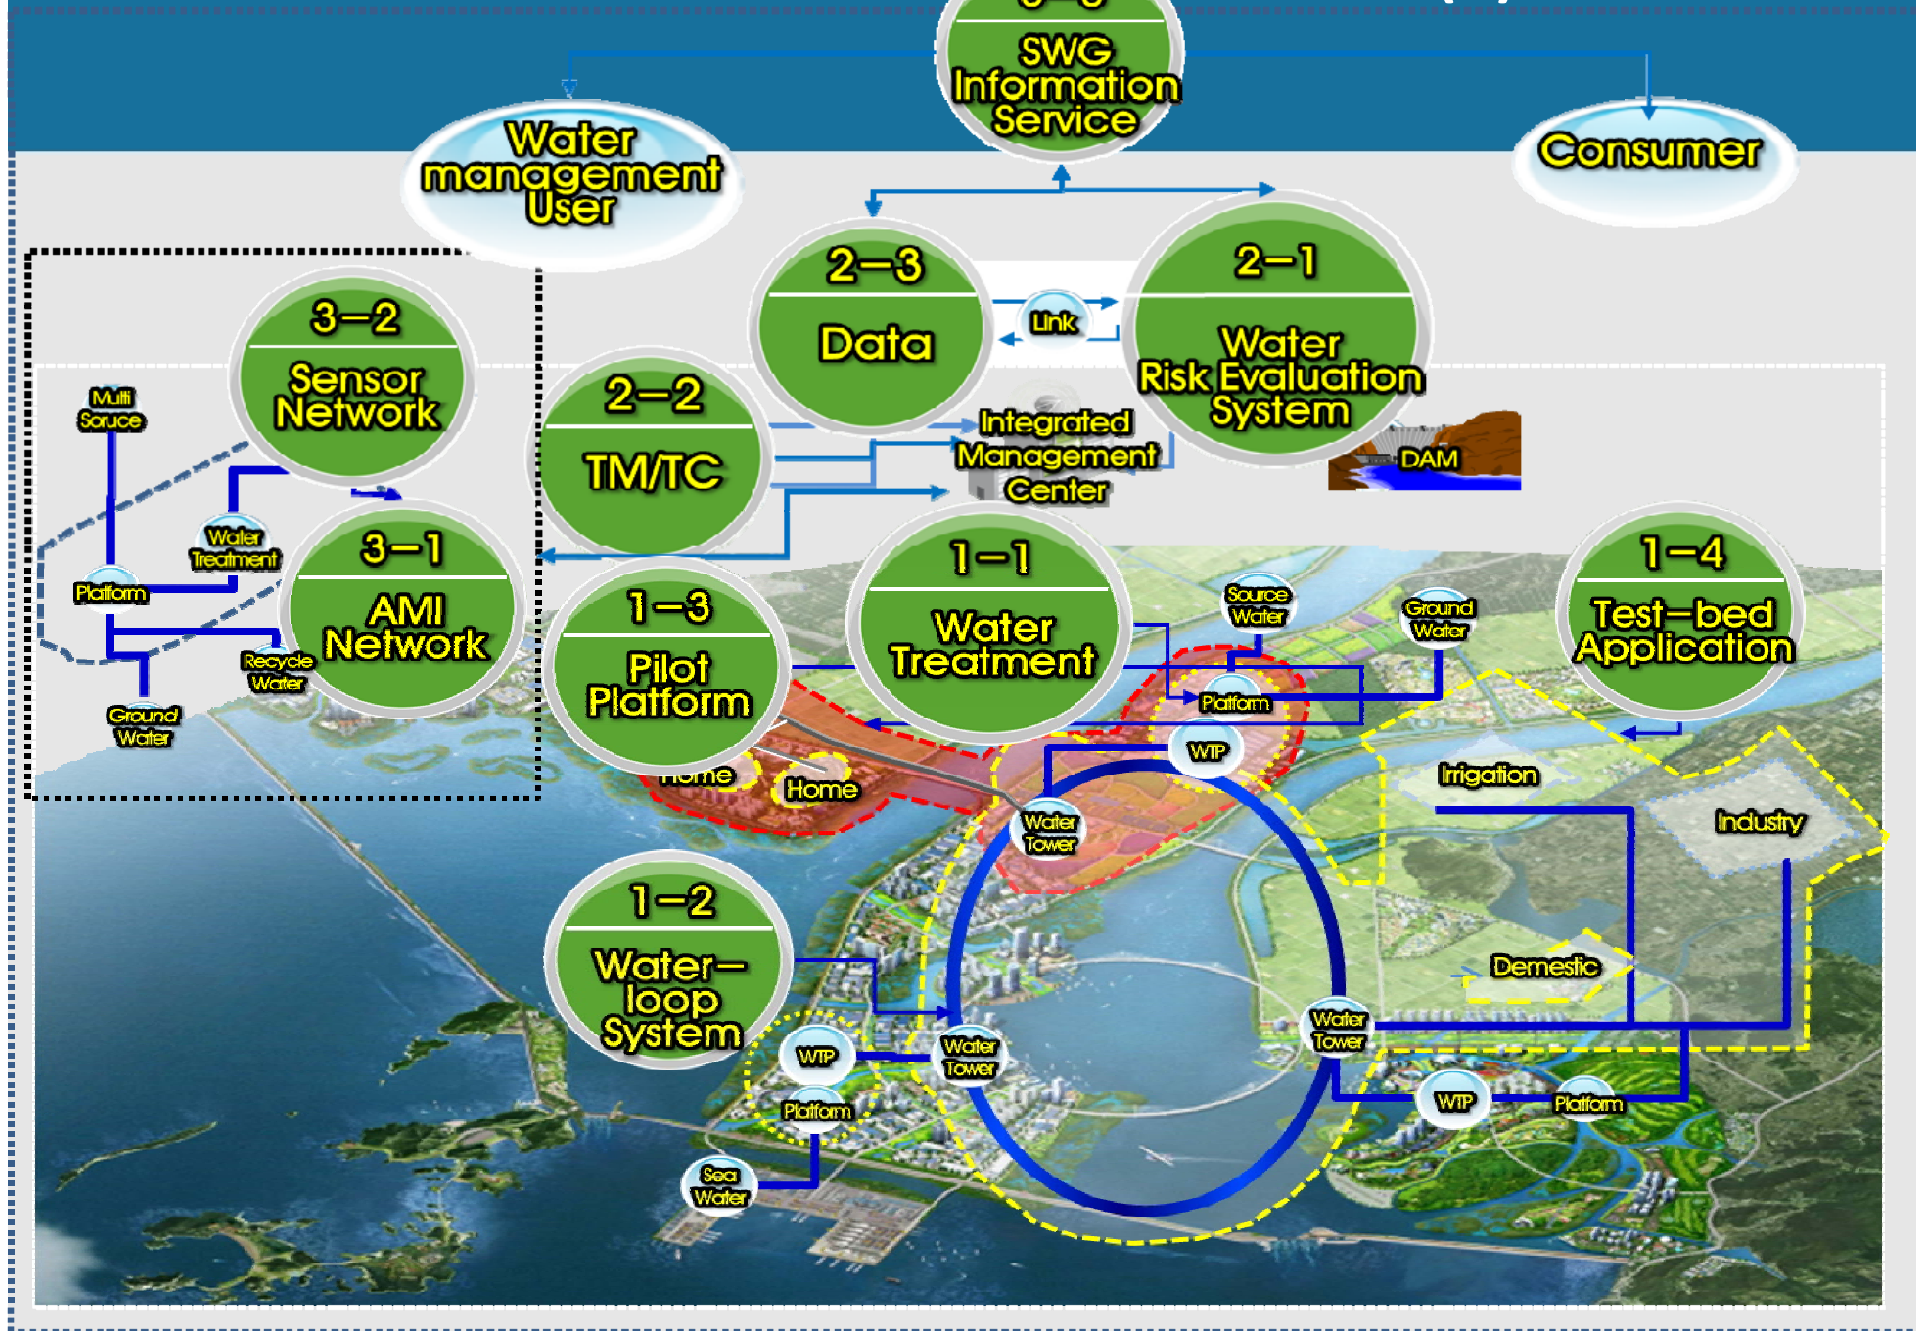 SWG
Information
Service
Water
management
User
Consumer
2-3
Data
Link
2-1
Water
Risk Evaluation
System
3-2
Sensor
Network
Multi
Soruce
2-2
TM/TC
Integrated
Management
Center
DAM
Water
Treatment
Platform
3-1
AMI
Network
Recycle
Water
Ground
Water
1-3
Pilot
Platform
1-1
Water
Treatment
Source
Water
Ground
Water
1-4
Test-bed
Application
Platform
WTP
Home
Home
Water
Tower
Irrigation
Industry
1-2
Water-
loop
System
Demestic
WTP
Platform
Water
Tower
Water
Tower
WTP
Platform
Sea
Water